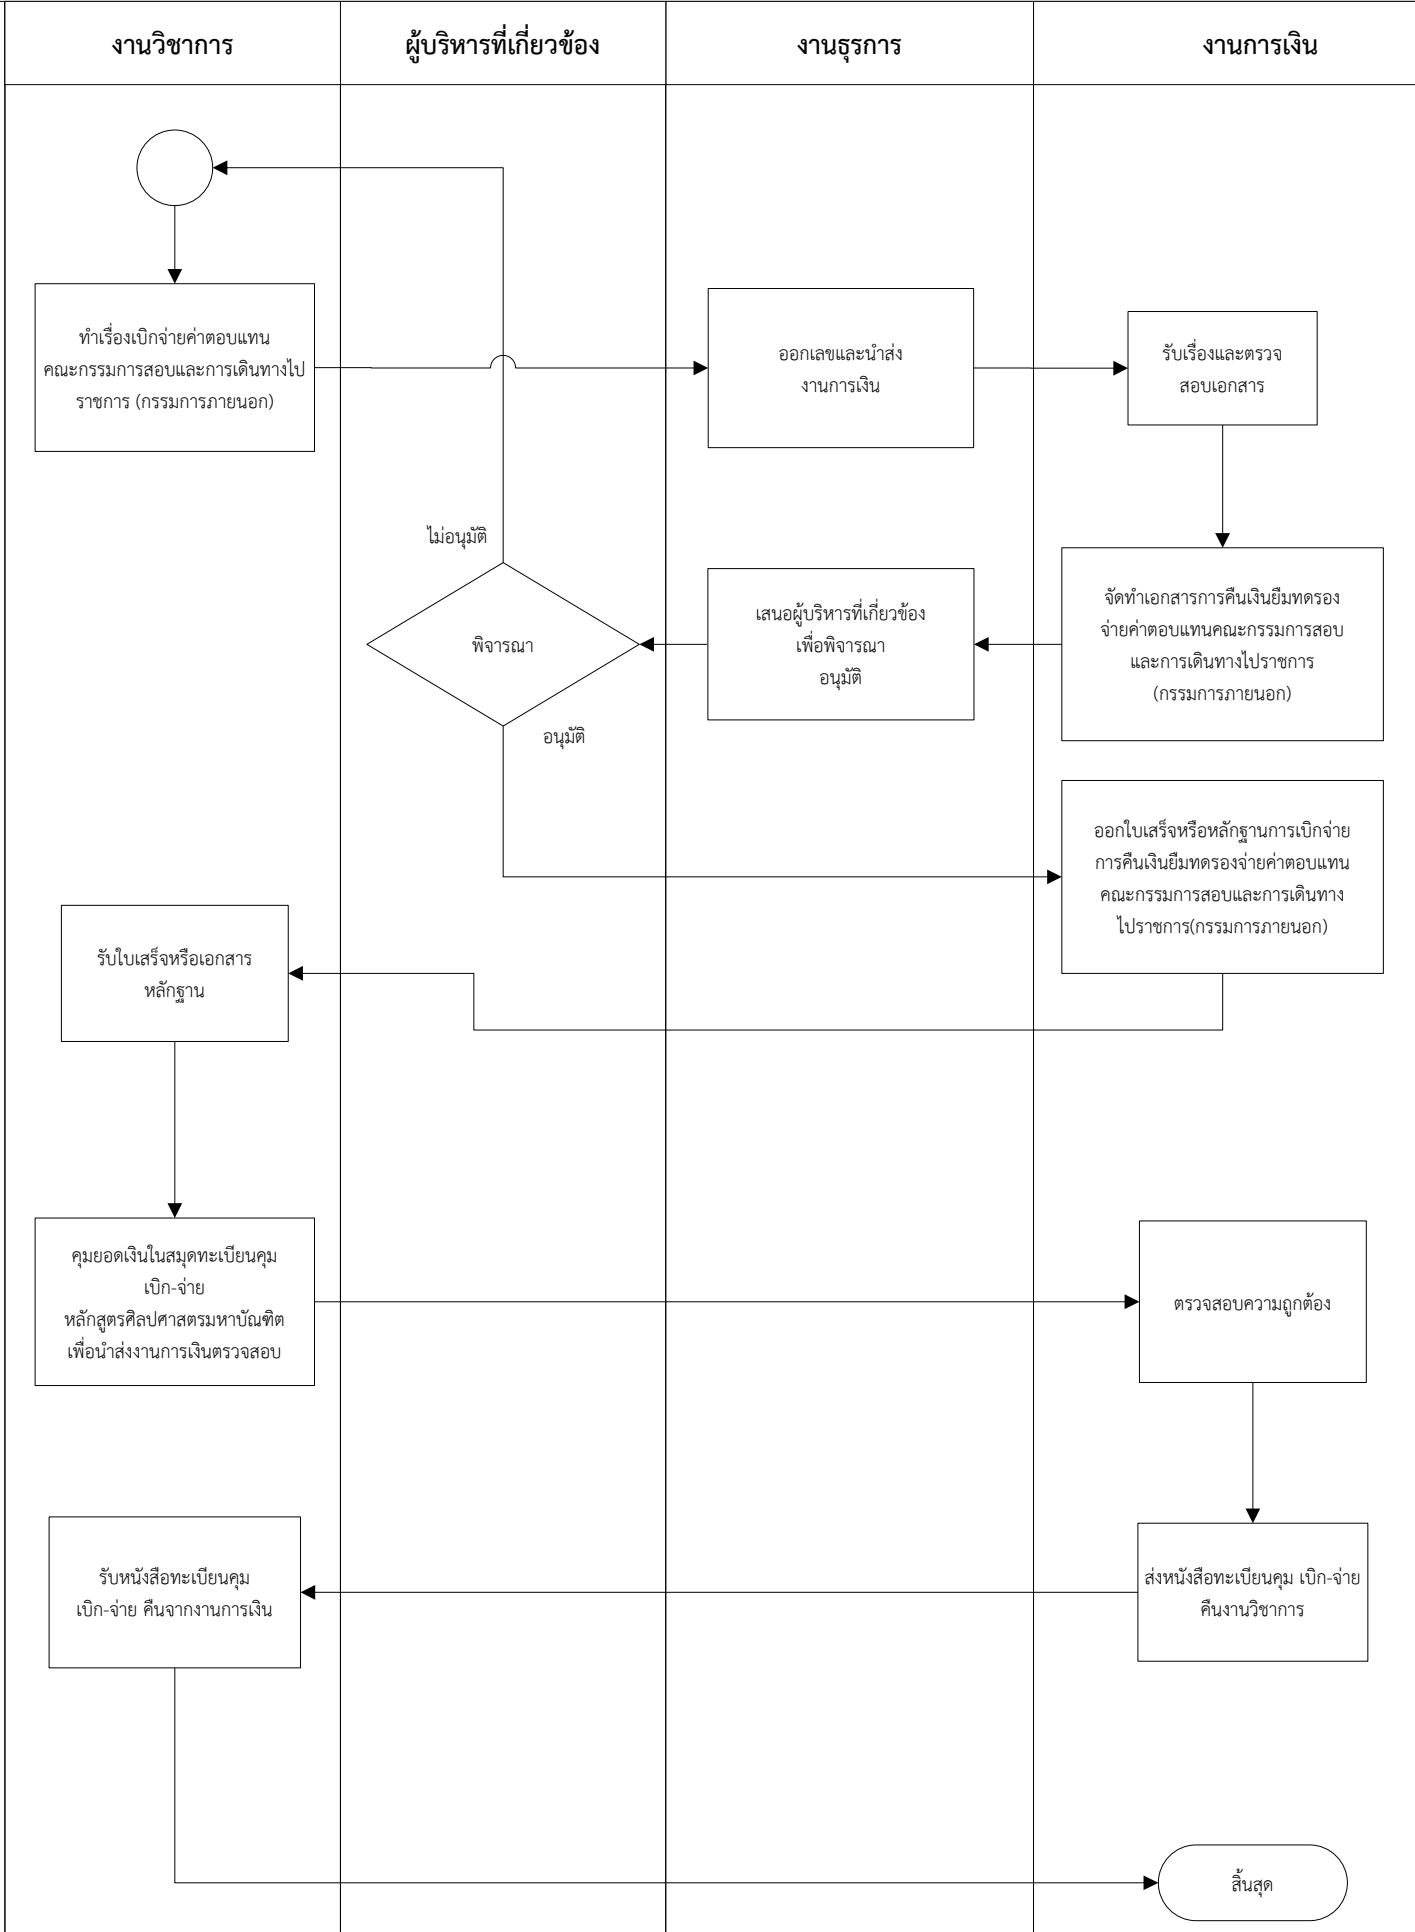 งานวิชาการ
ผู้บริหารที่เกี่ยวข้อง
งานธุรการ
งานการเงิน
ทำเรื่องเบิกจ่ายค่าตอบแทน
คณะกรรมการสอบและการเดินทางไป
ราชการ (กรรมการภายนอก)
ออกเลขและนำส่ง
งานการเงิน
รับเรื่องและตรวจ
สอบเอกสาร
ไม่อนุมัติ
พิจารณา
อนุมัติ
เสนอผู้บริหารที่เกี่ยวข้อง
เพื่อพิจารณา
อนุมัติ
จัดทำเอกสารการคืนเงินยืมทดรอง
จ่ายค่าตอบแทนคณะกรรมการสอบ
และการเดินทางไปราชการ
(กรรมการภายนอก)
ออกใบเสร็จหรือหลักฐานการเบิกจ่าย
การคืนเงินยืมทดรองจ่ายค่าตอบแทน
คณะกรรมการสอบและการเดินทาง
ไปราชการ(กรรมการภายนอก)
รับใบเสร็จหรือเอกสาร
หลักฐาน
คุมยอดเงินในสมุดทะเบียนคุม
เบิก-จ่าย
หลักสูตรศิลปศาสตรมหาบัณฑิต
เพื่อนำส่งงานการเงินตรวจสอบ
ตรวจสอบความถูกต้อง
รับหนังสือทะเบียนคุม
เบิก-จ่าย คืนจากงานการเงิน
ส่งหนังสือทะเบียนคุม เบิก-จ่าย
คืนงานวิชาการ
สิ้นสุด